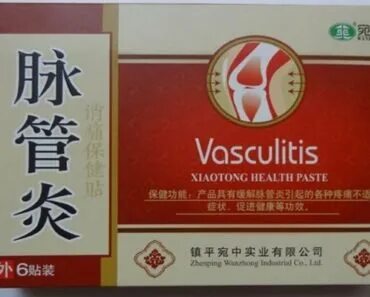 脉管炎
消痛保健贴
Vasculitis
XIAOTONG HEALTH PASTE
保健功能：产品具有缓解脉管炎引起的各种疼痛不适
症状，促进健康等功效。
外6贴装
镇平宛中实业有限公司
Zhenping Wanzhong Industrial Co., Ltd.